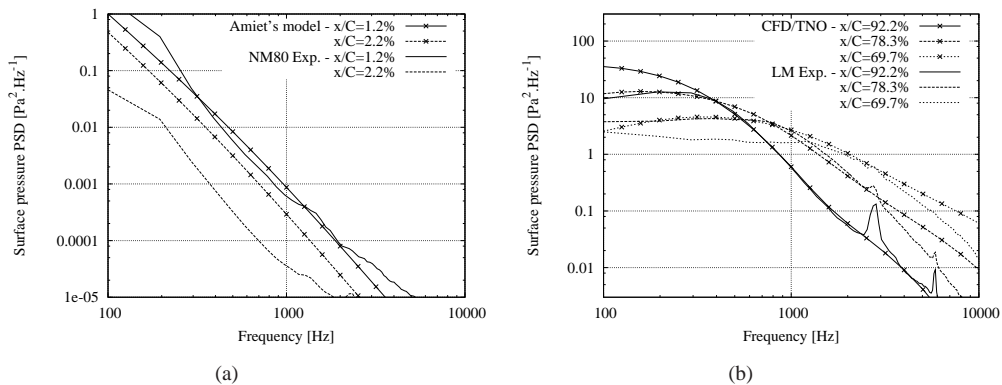 1
0.1
0.01
0.001
0.0001
1e-05
100
1000
10000
Surface pressure PSD [Pa².Hz⁻¹]
Frequency [Hz]
Amiet's model - x/C=1.2%
x/C=2.2%
NM80 Exp. - x/C=1.2%
x/C=2.2%
(a)
100
10
1
0.1
0.01
100
1000
10000
Surface pressure PSD [Pa².Hz⁻¹]
Frequency [Hz]
CFD/TNO - x/C=92.2%
x/C=78.3%
x/C=69.7%
LM Exp. - x/C=92.2%
x/C=78.3%
x/C=69.7%
(b)